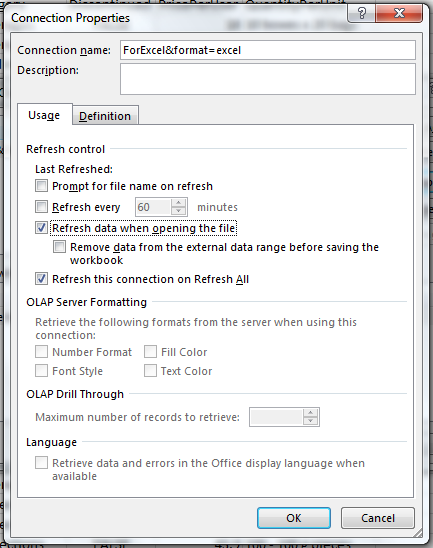 Connection Properties
Connection name: ForExcel&format=excel
Description:
Usage Definition
Refresh control
Last Refreshed:
Prompt for file name on refresh
Refresh every 60 minutes
Refresh data when opening the file
Remove data from the external data range before saving the
workbook
Refresh this connection on Refresh All
OLAP Server Formatting
Retrieve the following formats from the server when using this
connection:
Number Format Fill Color
Font Style Text Color
OLAP Drill Through
Maximum number of records to retrieve:
Language
Retrieve data and errors in the Office display language when
available
OK Cancel